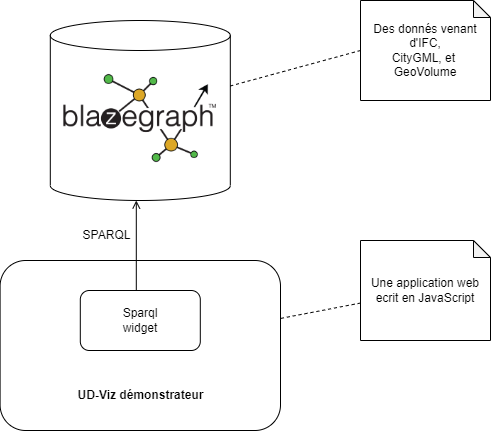 Des donnés venant
d'IFC,
CityGML, et
GeoVolume
blazegraph™
SPARQL
Une application web
ecrit en JavaScript
Sparql
widget
UD-Viz démonstrateur